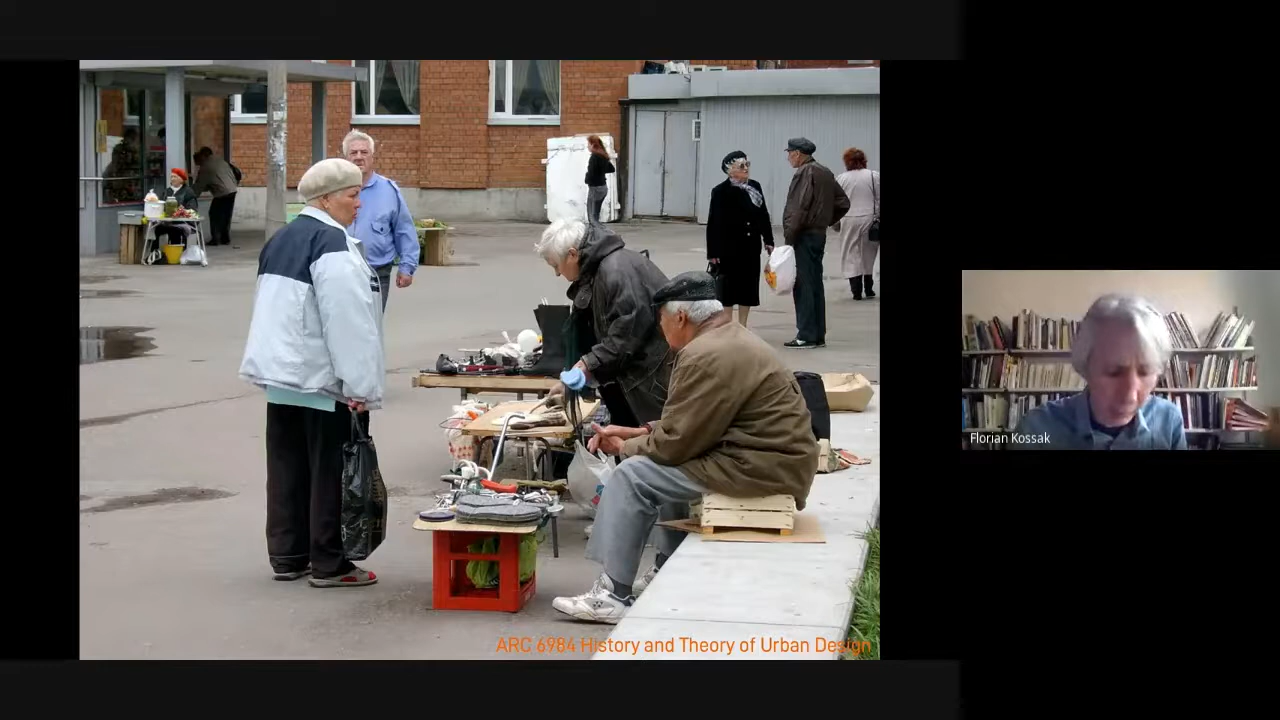 Florian Kossak
ARC 6984 History and Theory of Urban Design